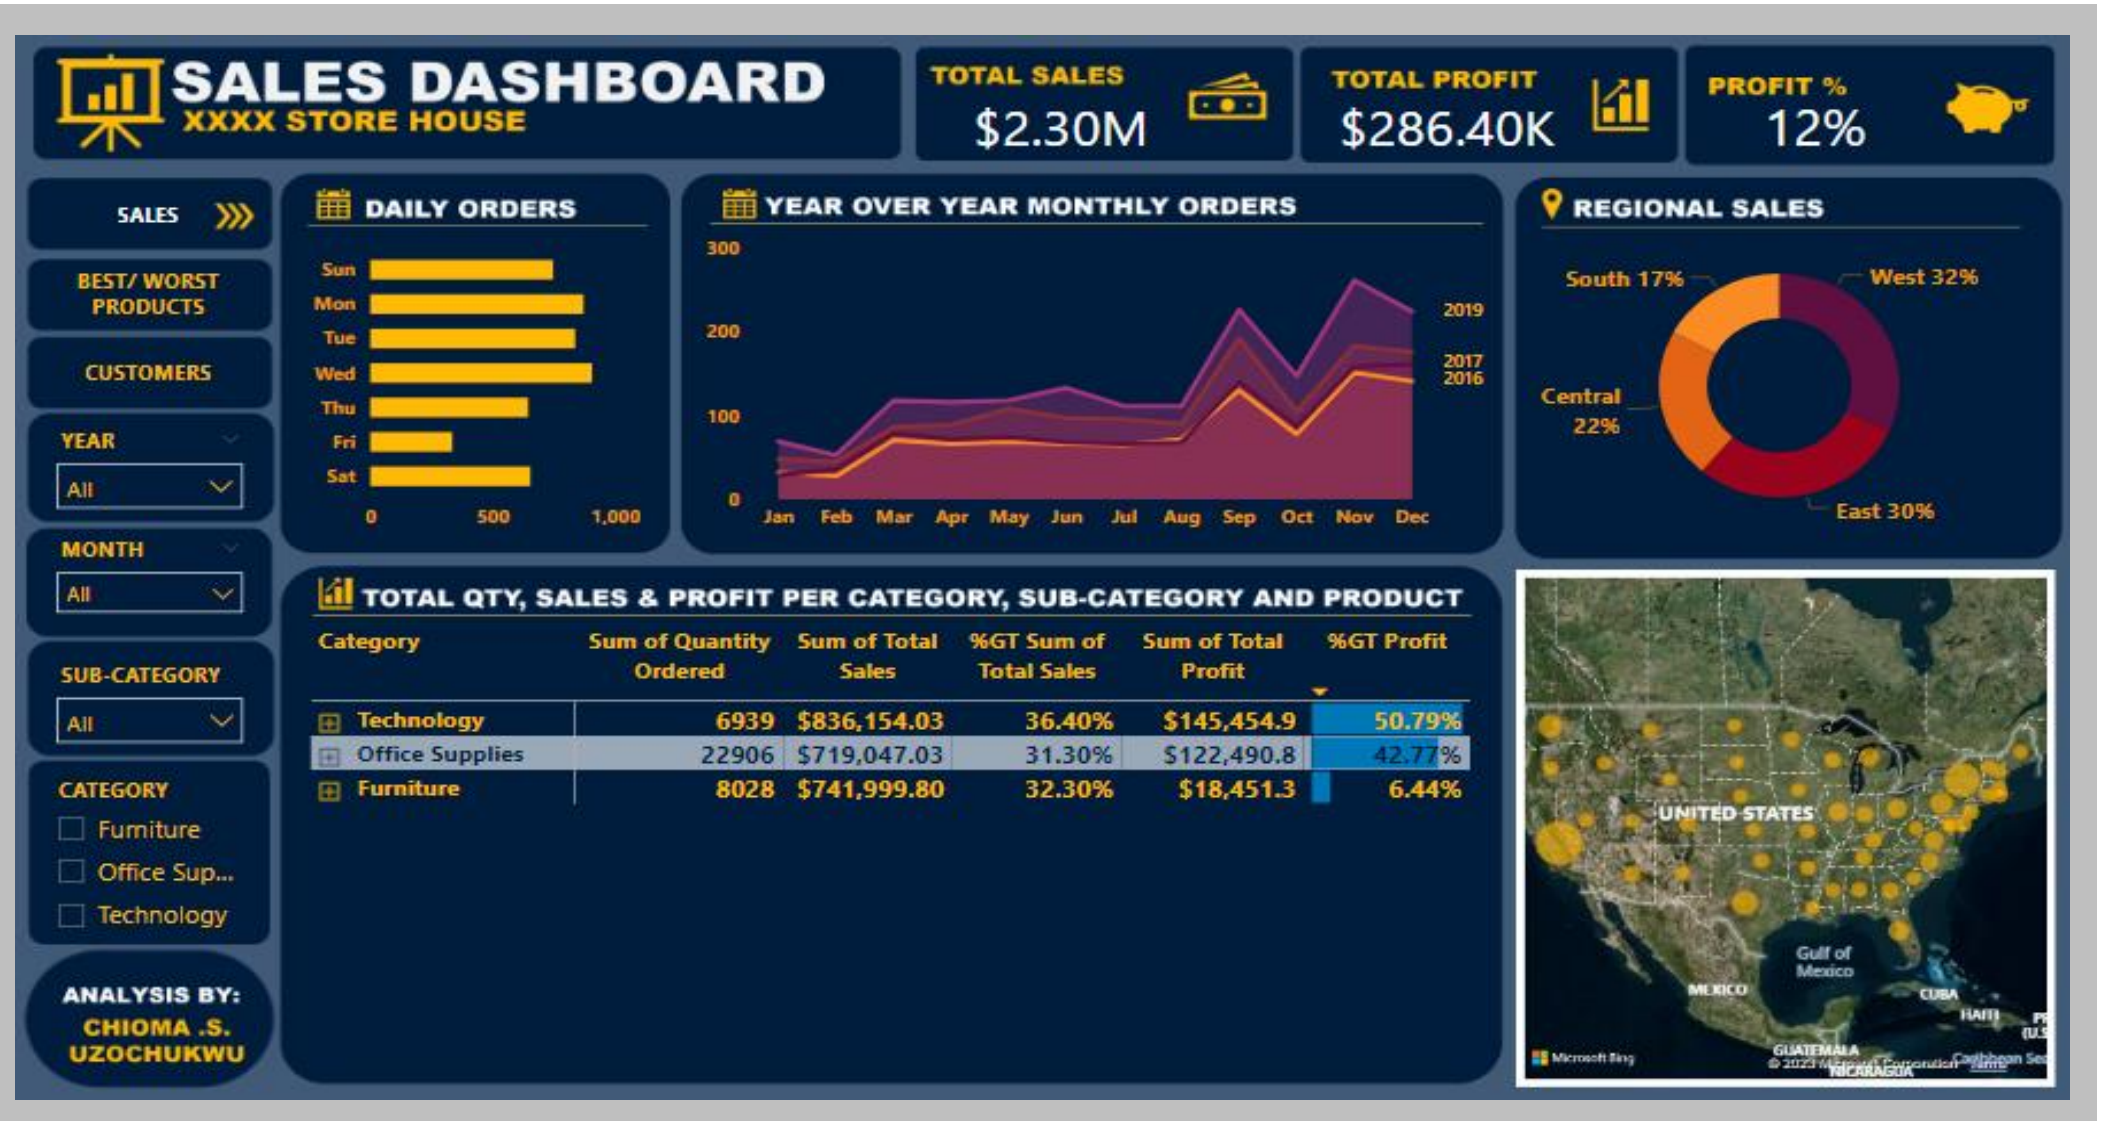 SALES DASHBOARD
XXXX STORE HOUSE
TOTAL SALES
$2.30M
TOTAL PROFIT
$286.40K
PROFIT %
12%
SALES
BEST/ WORST
PRODUCTS
CUSTOMERS
YEAR
All
MONTH
All
SUB-CATEGORY
All
CATEGORY
Furniture
Office Sup...
Technology
ANALYSIS BY:
CHIOMA .S.
UZOCHUKWU
DAILY ORDERS
Sun
Mon
Tue
Wed
Thu
Fri
Sat
0 500 1,000
YEAR OVER YEAR MONTHLY ORDERS
300
200
100
0
2019
2017
2016
Jan Feb Mar Apr May Jun Jul Aug Sep Oct Nov Dec
REGIONAL SALES
South 17%
West 32%
Central
22%
East 30%
TOTAL QTY, SALES & PROFIT PER CATEGORY, SUB-CATEGORY AND PRODUCT
Category Sum of Quantity Sum of Total %GT Sum of Sum of Total %GT Profit
Ordered Sales Total Sales Profit
Technology 6939 $836,154.03 36.40% $145,454.9 50.79%
Office Supplies 22906 $719,047.03 31.30% $122,490.8 42.77%
Furniture 8028 $741,999.80 32.30% $18,451.3 6.44%
UNITED STATES
Gulf of
Mexico
MEXICO
CUBA
HAITI
(U.S
GUATEMALA
Microsoft Bing
© 2023 Microsoft Corporation Terms
Caribbean Sea
NICARAGUA